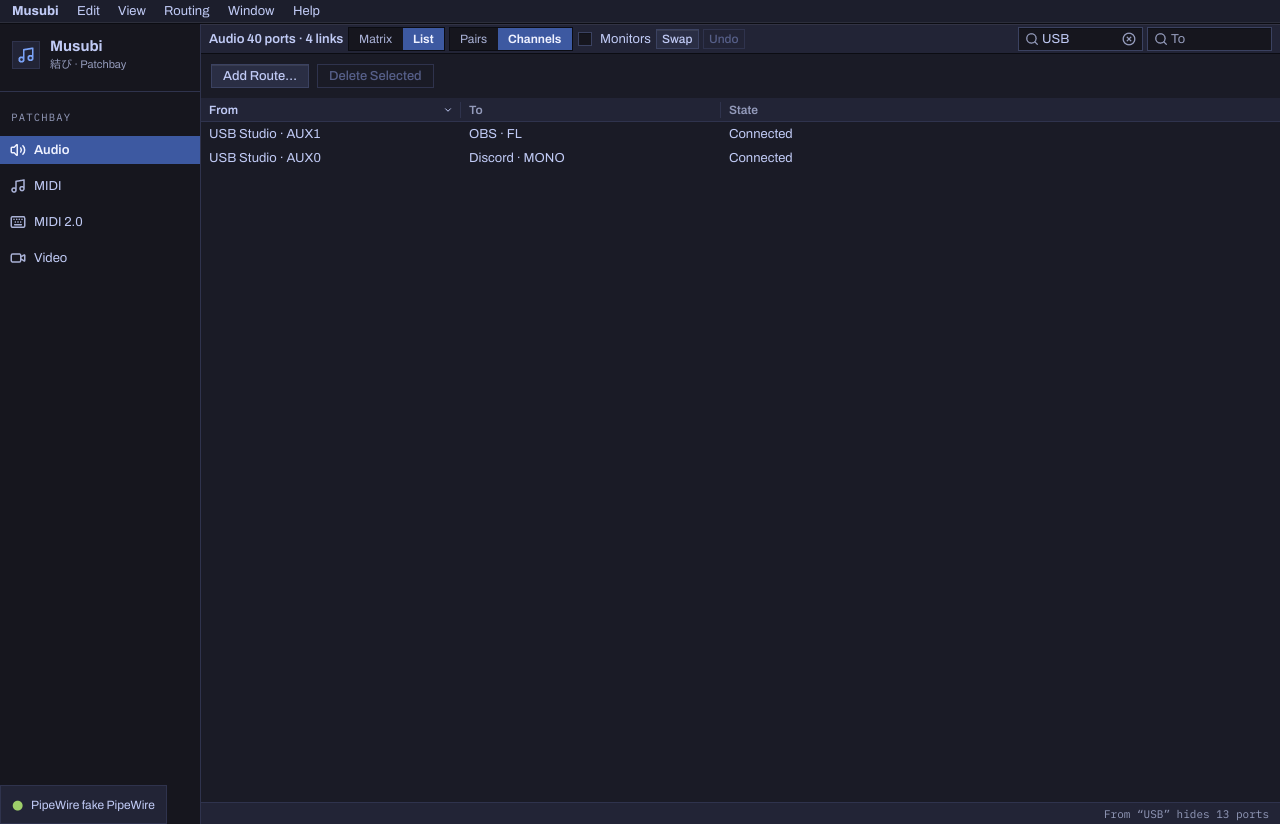 Musubi Edit View Routing Window Help
Musubi
結び · Patchbay
Audio 40 ports · 4 links Matrix List Pairs Channels Monitors Swap Undo USB To
Add Route... Delete Selected
PATCHBAY
Audio
MIDI
MIDI 2.0
Video
From To State
USB Studio · AUX1 OBS · FL Connected
USB Studio · AUX0 Discord · MONO Connected
PipeWire fake PipeWire
From “USB” hides 13 ports